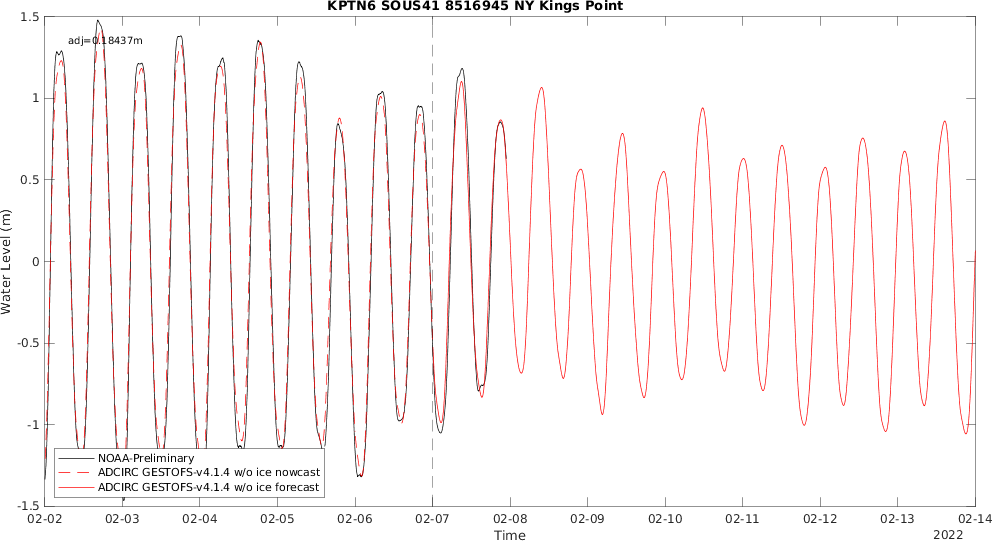 KPTN6 SOUS41 8516945 NY Kings Point
adj=0.18437m
1.5
1
0.5
0
-0.5
-1
-1.5
Water Level (m)
NOAA-Preliminary
ADCIRC GESTOFS-v4.1.4 w/o ice nowcast
ADCIRC GESTOFS-v4.1.4 w/o ice forecast
02-02 02-03 02-04 02-05 02-06 02-07 02-08 02-09 02-10 02-11 02-12 02-13 02-14
Time
2022